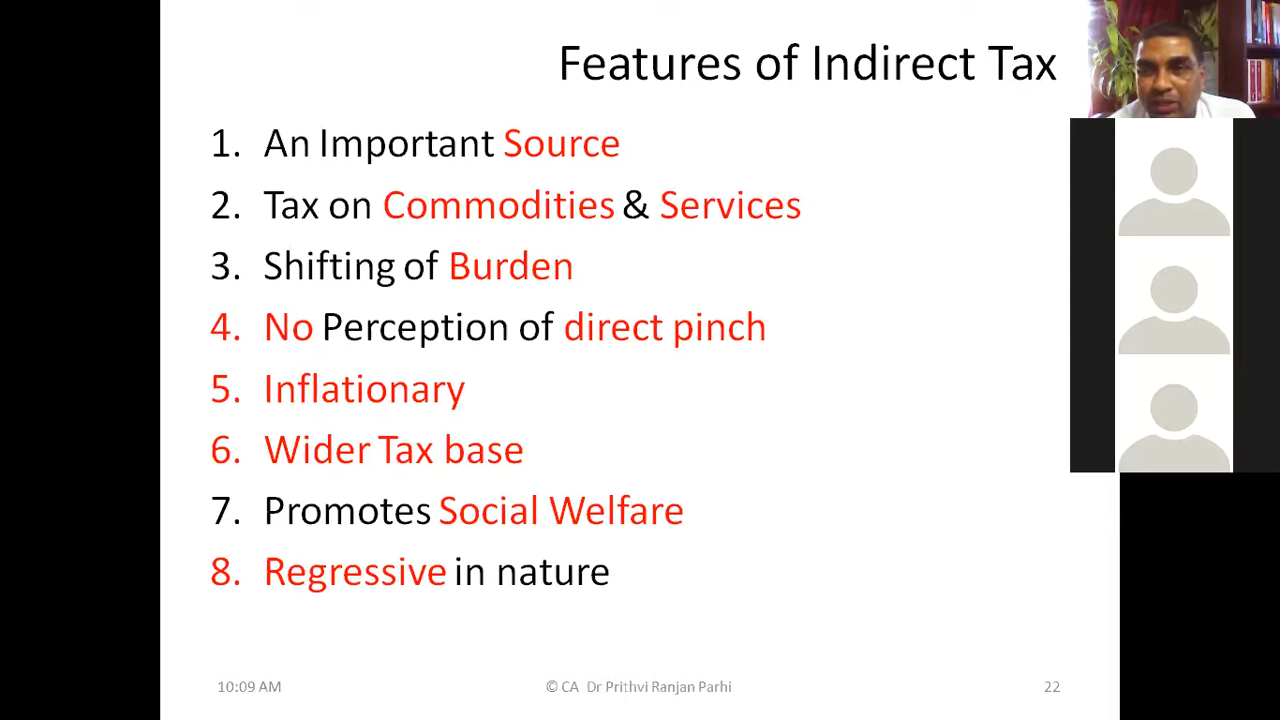 Features of Indirect Tax
1. An Important Source
2. Tax on Commodities & Services
3. Shifting of Burden
4. No Perception of direct pinch
5. Inflationary
6. Wider Tax base
7. Promotes Social Welfare
8. Regressive in nature
10:09 AM
© CA Dr Prithvi Ranjan Parhi
22